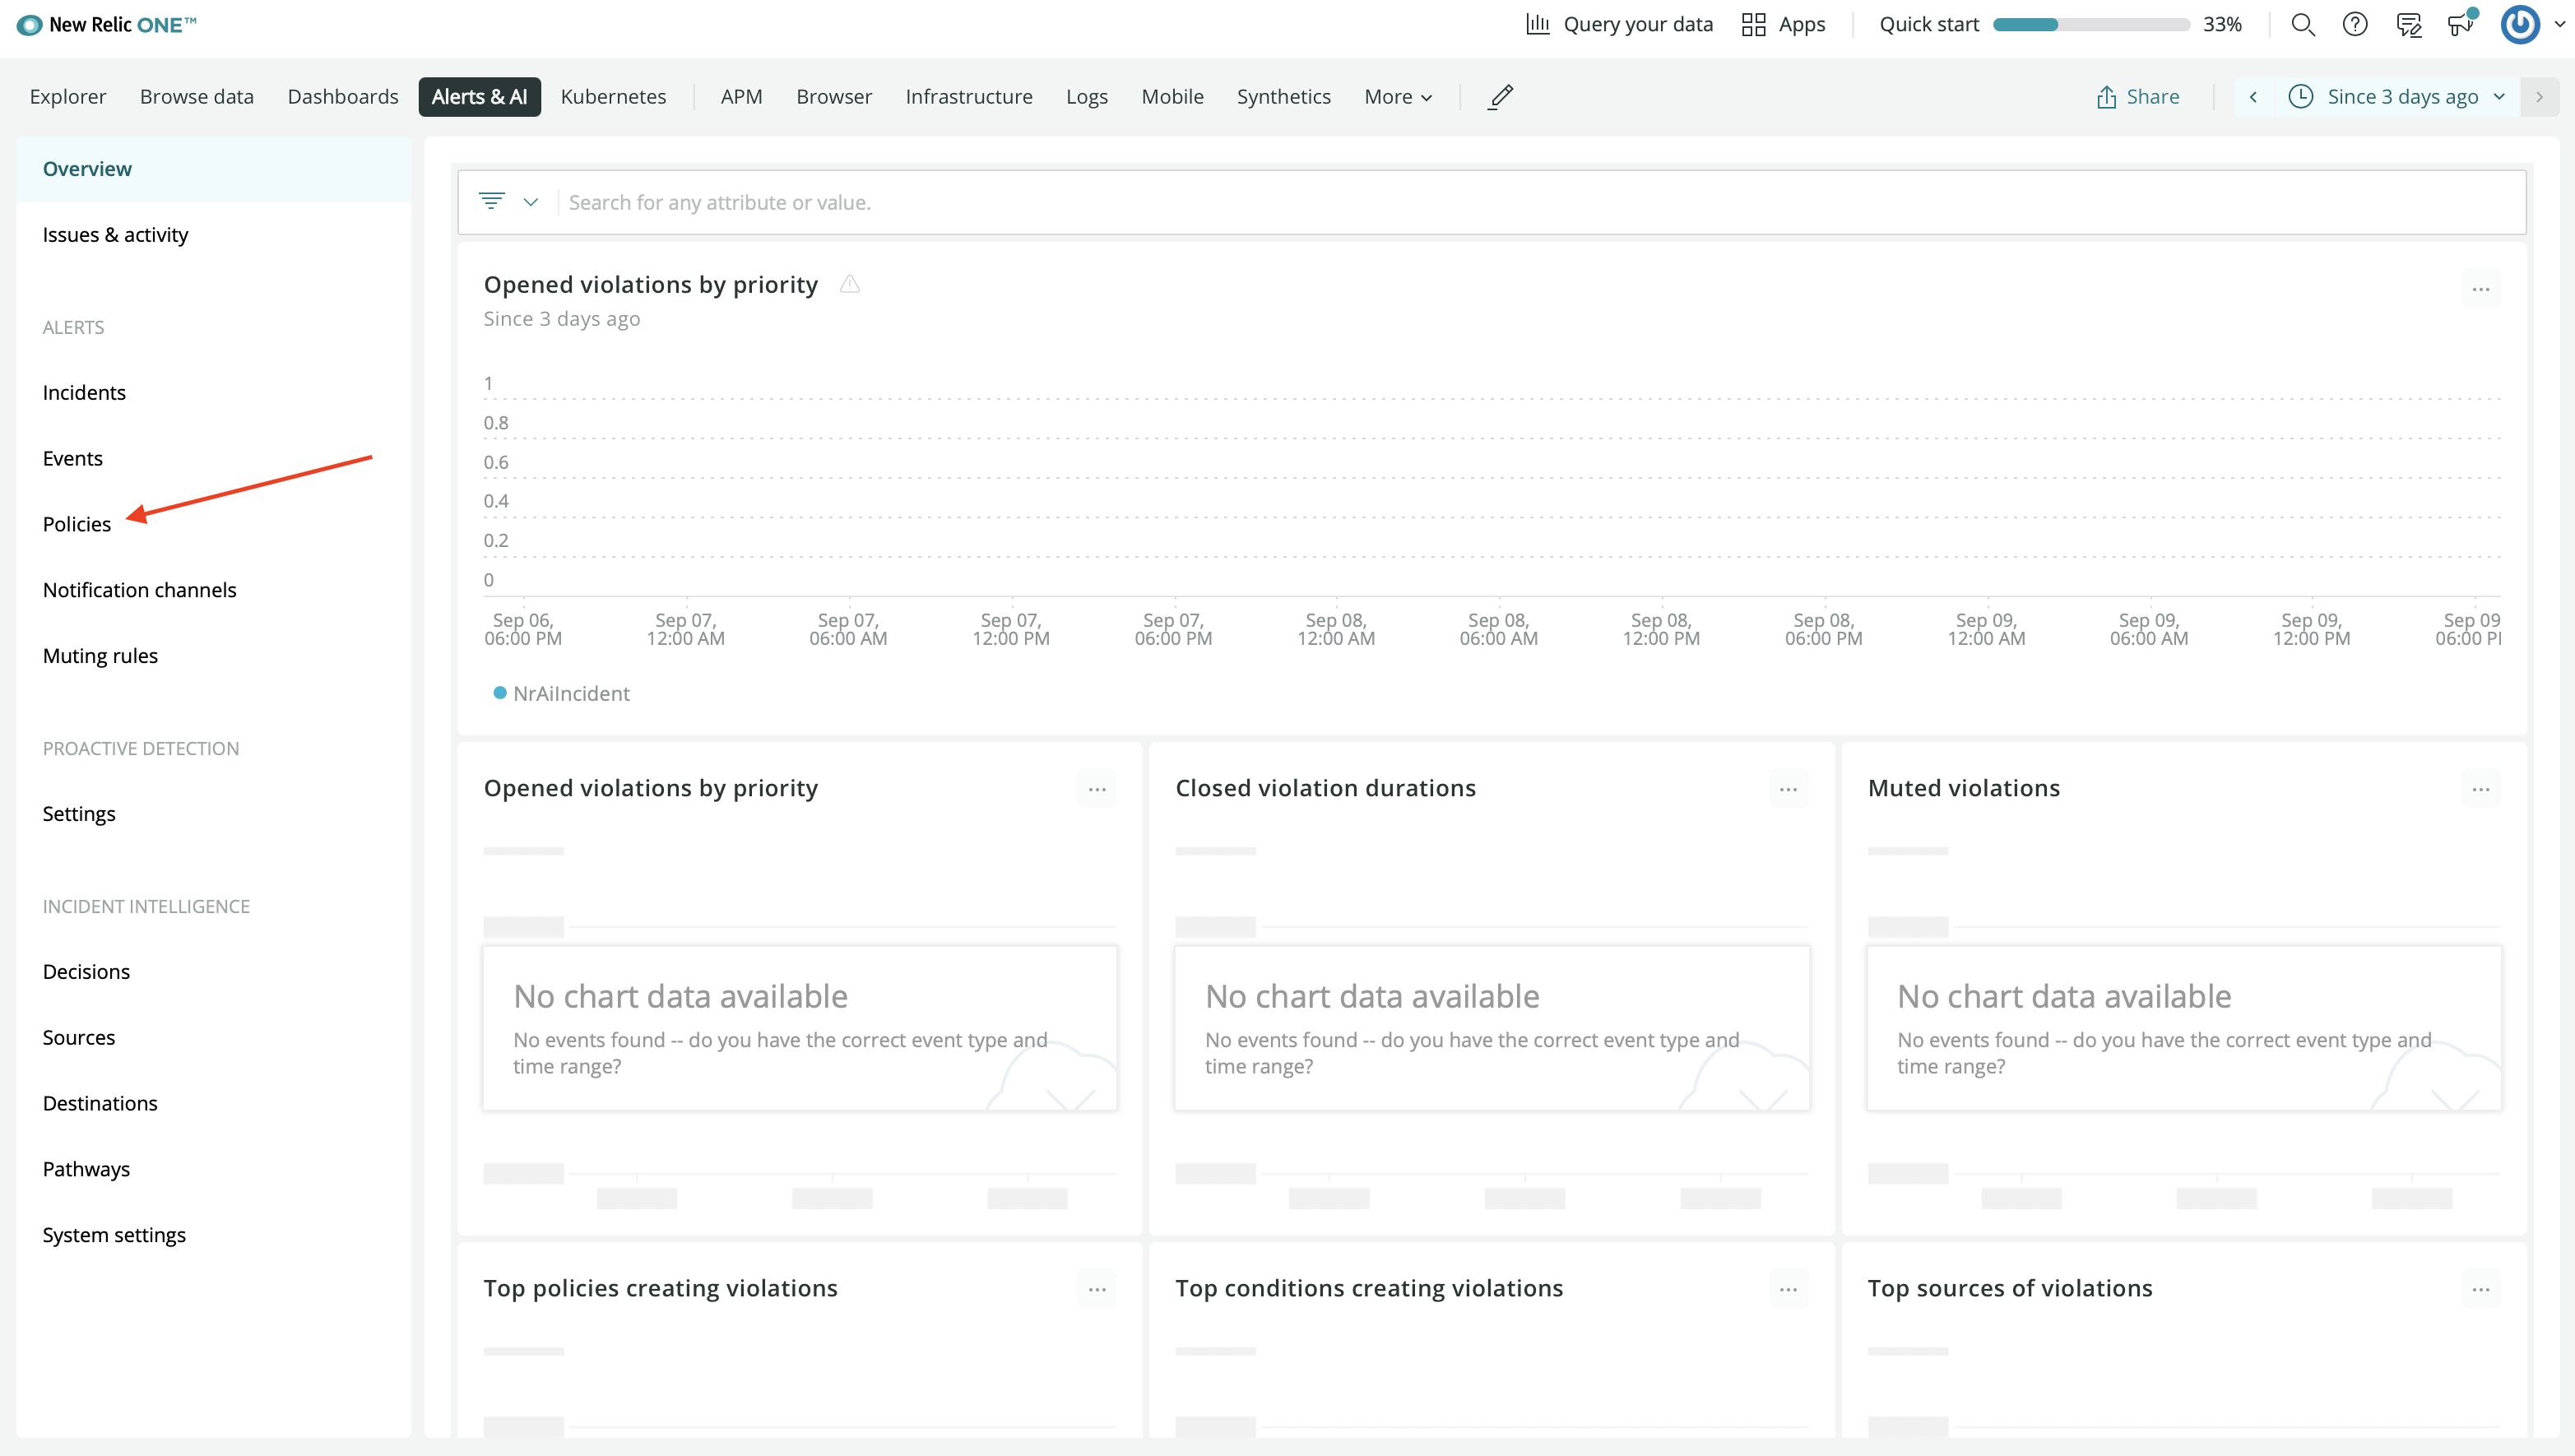 New Relic ONE™
Query your data
Apps
Quick start
33%
Explorer
Browse data
Dashboards
Alerts & AI
Kubernetes
APM
Browser
Infrastructure
Logs
Mobile
Synthetics
More
Share
Since 3 days ago
Overview
Issues & activity
ALERTS
Incidents
Events
Policies
Notification channels
Muting rules
PROACTIVE DETECTION
Settings
INCIDENT INTELLIGENCE
Decisions
Sources
Destinations
Pathways
System settings
Search for any attribute or value.
Opened violations by priority
Since 3 days ago
1
0.8
0.6
0.4
0.2
0
Sep 06,
06:00 PM
Sep 07,
12:00 AM
Sep 07,
06:00 AM
Sep 07,
12:00 PM
Sep 07,
06:00 PM
Sep 08,
12:00 AM
Sep 08,
06:00 AM
Sep 08,
12:00 PM
Sep 08,
06:00 PM
Sep 09,
12:00 AM
Sep 09,
06:00 AM
Sep 09,
12:00 PM
Sep 09
06:00 P
NrAiIncident
Opened violations by priority
No chart data available
No events found -- do you have the correct event type and
time range?
Closed violation durations
No chart data available
No events found -- do you have the correct event type and
time range?
Muted violations
No chart data available
No events found -- do you have the correct event type and
time range?
Top policies creating violations
Top conditions creating violations
Top sources of violations